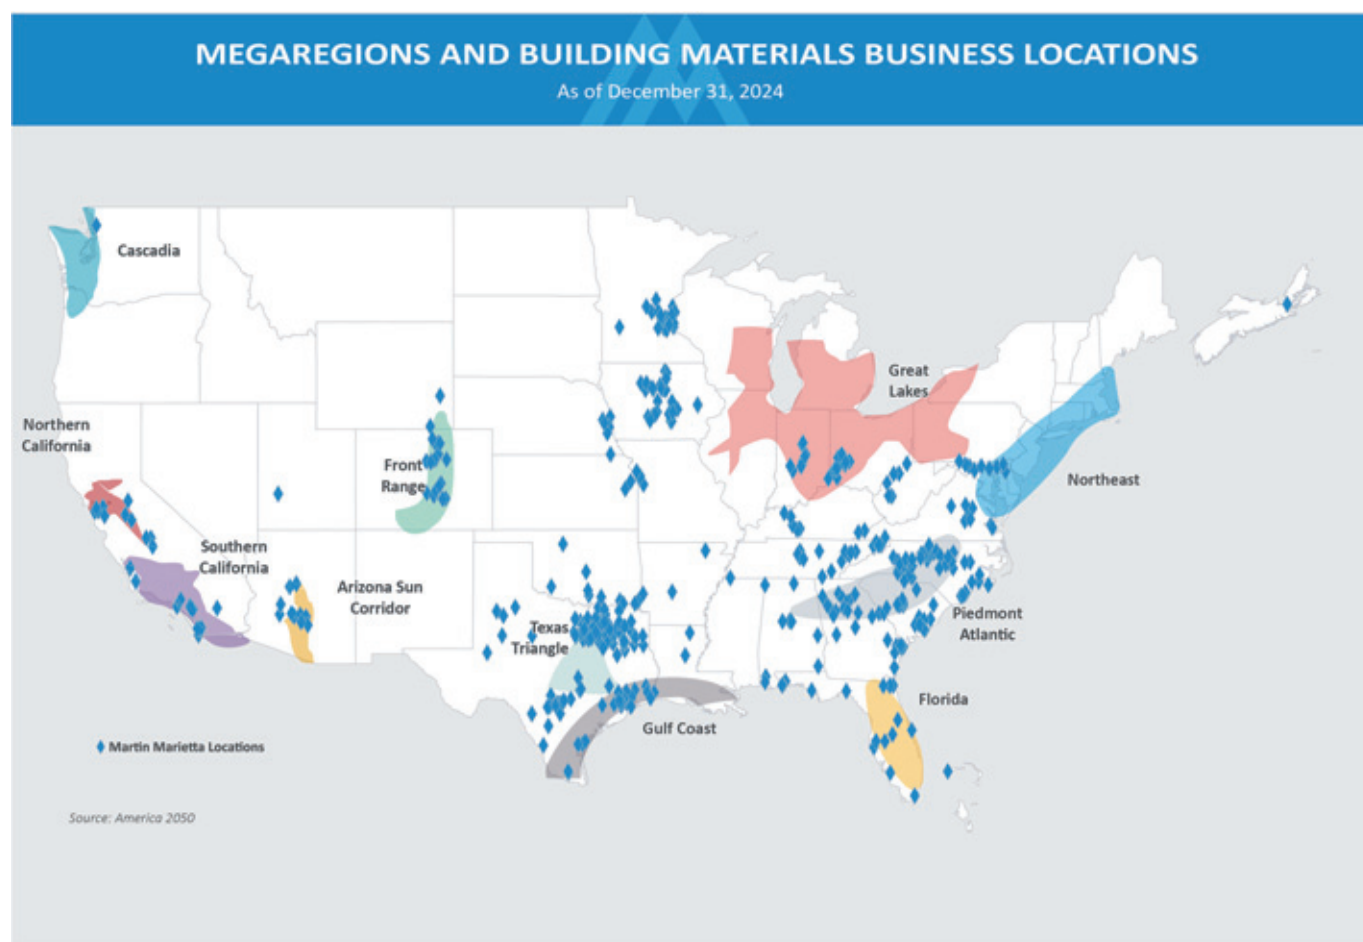 MEGAREGIONS AND BUILDING MATERIALS BUSINESS LOCATIONS
As of December 31, 2024
Cascadia
Great
Lakes
Northern
California
Front
Range
Northeast
Southern
California
Arizona Sun
Corridor
Texas
Triangle
Piedmont
Atlantic
Florida
Gulf Coast
Martin Marietta Locations
Source: America 2050